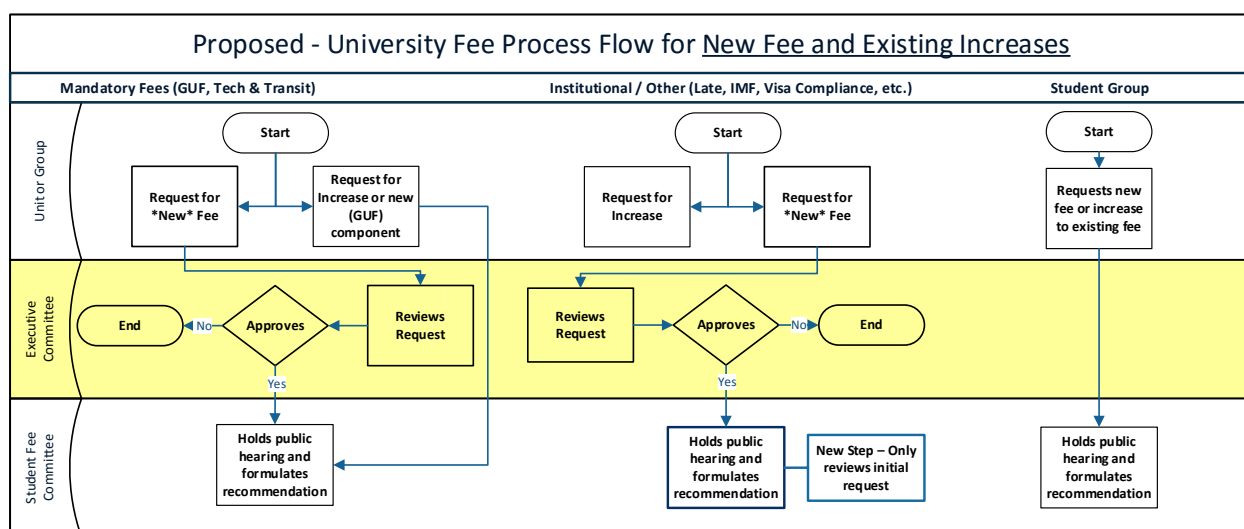 Proposed - University Fee Process Flow for New Fee and Existing Increases
Mandatory Fees (GUF, Tech & Transit)
Institutional / Other (Late, IMF, Visa Compliance, etc.)
Student Group
Unit or Group
Start
Request for
*New* Fee
Request for
Increase or new
(GUF)
component
Start
Request for
Increase
Request for
*New* Fee
Start
Requests new
fee or increase
to existing fee
Executive
Committee
End
No
Approves
Reviews
Request
Yes
Reviews
Request
Approves
No
End
Yes
Student Fee
Committee
Holds public
hearing and
formulates
recommendation
Holds public
hearing and
formulates
recommendation
New Step – Only
reviews initial
request
Holds public
hearing and
formulates
recommendation